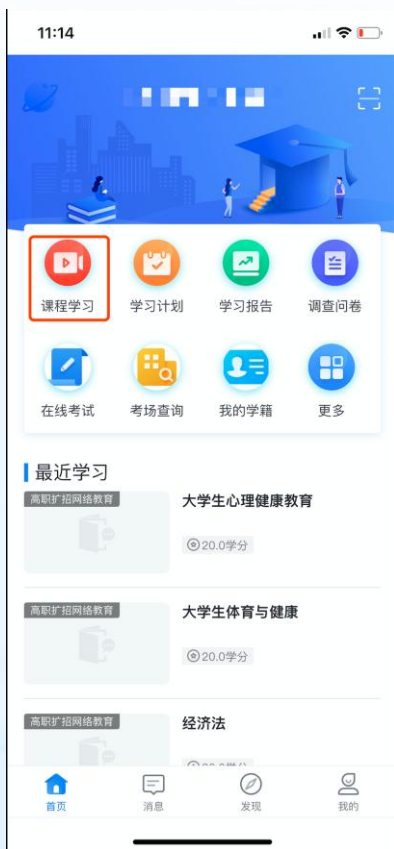 11:14
课程学习 学习计划 学习报告 调查问卷
在线考试 考场查询 我的学籍 更多
最近学习
高职扩招网络教育
大学生心理健康教育
20.0学分
高职扩招网络教育
大学生体育与健康
20.0学分
高职扩招网络教育
经济法
首页 消息 发现 我的